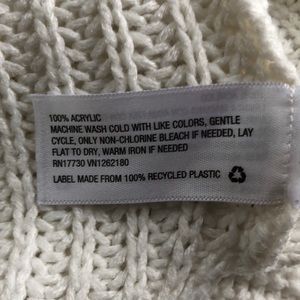 100% ACRYLIC
MACHINE WASH COLD WITH LIKE COLORS, GENTLE
CYCLE, ONLY NON-CHLORINE BLEACH IF NEEDED, LAY
FLAT TO DRY, WARM IRON IF NEEDED
RN17730 VN1262180
LABEL MADE FROM 100% RECYCLED PLASTIC